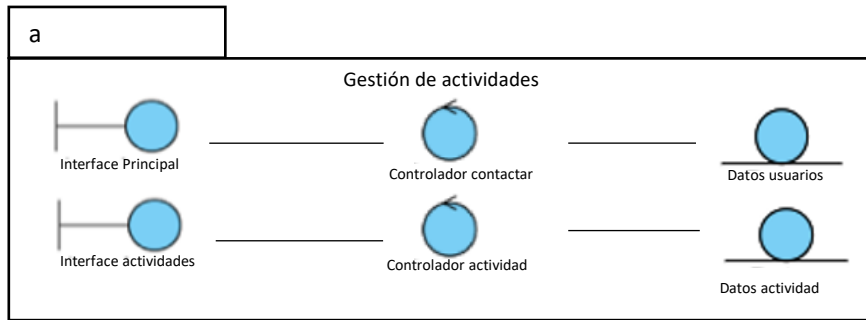 a
Gestión de actividades
Interface Principal
Controlador contactar
Datos usuarios
Interface actividades
Controlador actividad
Datos actividad